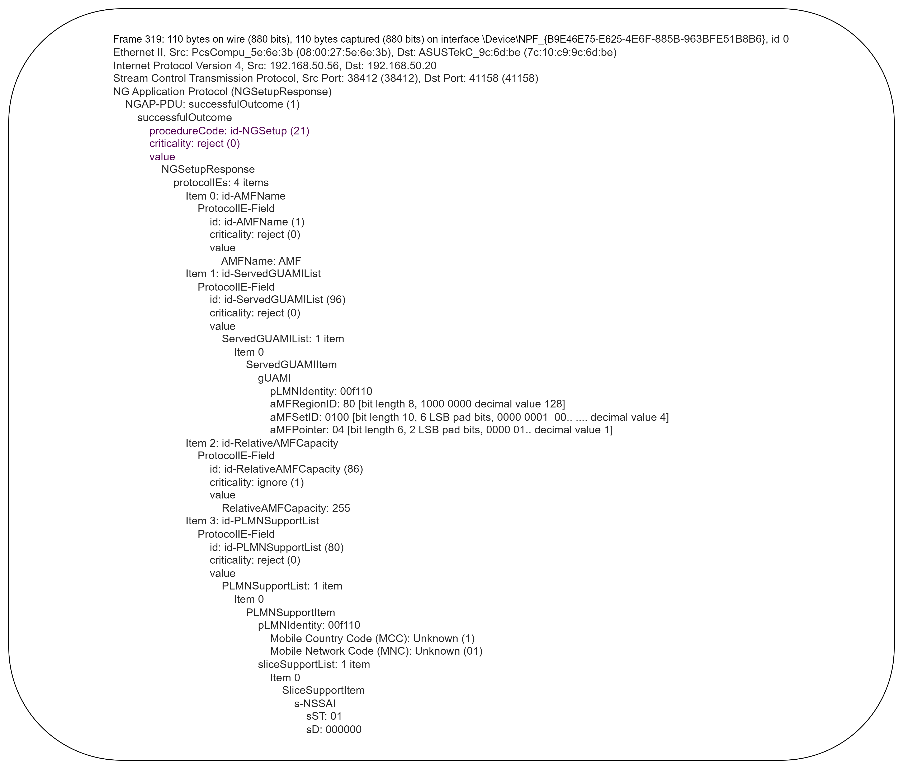 Frame 319: 110 bytes on wire (880 bits), 110 bytes captured (880 bits) on interface \Device\NPF_{B9E46E75-E625-4E6F-885B-963BFE51B8B6}, id 0
Ethernet II, Src: PcsCompu_5e:6e:3b (08:00:27:5e:6e:3b), Dst: ASUSTekC_9c:6d:be (7c:10:c9:9c:6d:be)
Internet Protocol Version 4, Src: 192.168.50.56, Dst: 192.168.50.20
Stream Control Transmission Protocol, Src Port: 38412 (38412), Dst Port: 41158 (41158)
NG Application Protocol (NGSetupResponse)
NGAP-PDU: successfulOutcome (1)
successfulOutcome
procedureCode: id-NGSetup (21)
criticality: reject (0)
value
NGSetupResponse
protocolIEs: 4 items
Item 0: id-AMFName
ProtocolIE-Field
id: id-AMFName (1)
criticality: reject (0)
value
AMFName: AMF
Item 1: id-ServedGUAMIList
ProtocolIE-Field
id: id-ServedGUAMIList (96)
criticality: reject (0)
value
ServedGUAMIList: 1 item
Item 0
ServedGUAMIItem
gUAMI
pLMNIdentity: 00f110
aMFRegionID: 80 [bit length 8, 1000 0000 decimal value 128]
aMFSetID: 0100 [bit length 10, 6 LSB pad bits, 0000 0001 00.. .... decimal value 4]
aMFPointer: 04 [bit length 6, 2 LSB pad bits, 0000 01.. decimal value 1]
Item 2: id-RelativeAMFCapacity
ProtocolIE-Field
id: id-RelativeAMFCapacity (86)
criticality: ignore (1)
value
RelativeAMFCapacity: 255
Item 3: id-PLMNSupportList
ProtocolIE-Field
id: id-PLMNSupportList (80)
criticality: reject (0)
value
PLMNSupportList: 1 item
Item 0
PLMNSupportItem
pLMNIdentity: 00f110
Mobile Country Code (MCC): Unknown (1)
Mobile Network Code (MNC): Unknown (01)
sliceSupportList: 1 item
Item 0
SliceSupportItem
s-NSSAI
sST: 01
sD: 000000